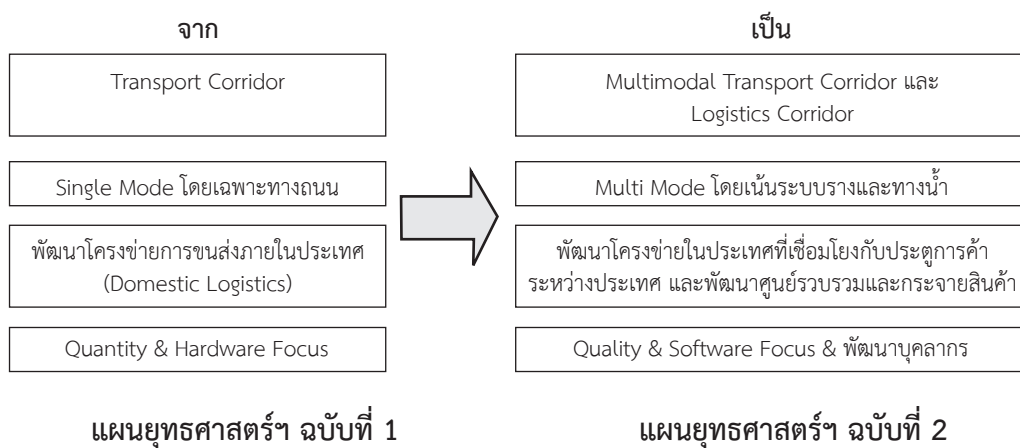 จาก
Transport Corridor
Single Mode โดยเฉพาะทางถนน
พัฒนาโครงข่ายการขนส่งภายในประเทศ
(Domestic Logistics)
Quantity & Hardware Focus
แผนยุทธศาสตร์ฯ ฉบับที่ 1
เป็น
Multimodal Transport Corridor และ
Logistics Corridor
Multi Mode โดยเน้นระบบรางและทางน้ำ
พัฒนาโครงข่ายในประเทศที่เชื่อมโยงกับประตูการค้า
ระหว่างประเทศ และพัฒนาศูนย์รวบรวมและกระจายสินค้า
Quality & Software Focus & พัฒนาบุคลากร
แผนยุทธศาสตร์ฯ ฉบับที่ 2